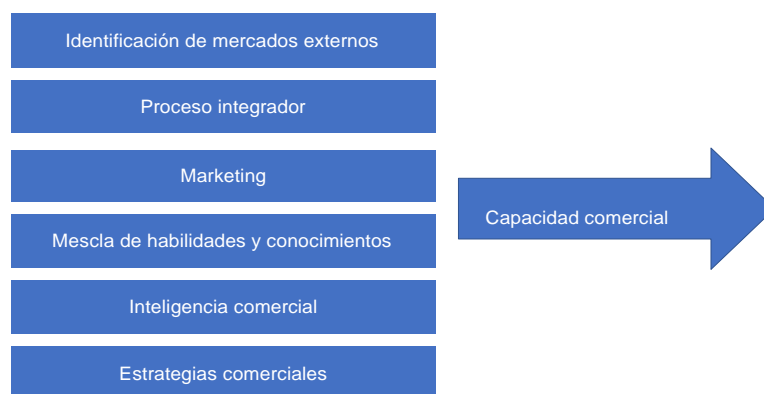 Identificación de mercados externos
Proceso integrador
Marketing
Mescla de habilidades y conocimientos
Inteligencia comercial
Estrategias comerciales
Capacidad comercial